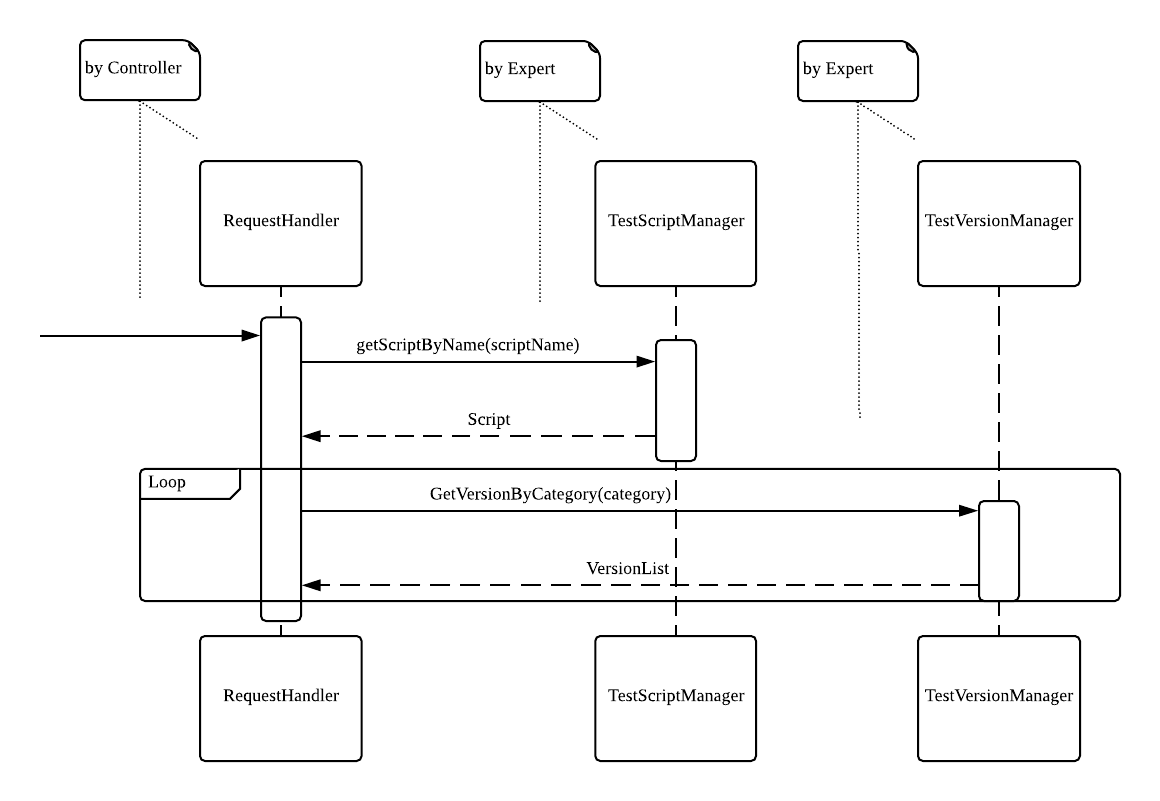 by Controller
by Expert
by Expert
RequestHandler
TestScriptManager
TestVersionManager
getScriptByName(scriptName)
Script
Loop
GetVersionByCategory(category)
VersionList
RequestHandler
TestScriptManager
TestVersionManager